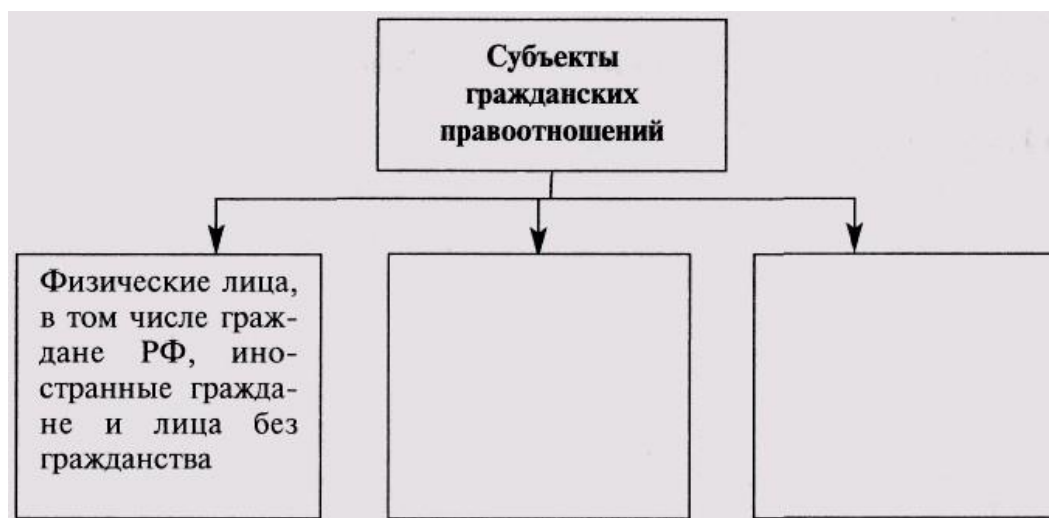 Субъекты
гражданских
правоотношений
Физические лица,
в том числе граж-
дане РФ, ино-
странные гражда-
не и лица без
гражданства